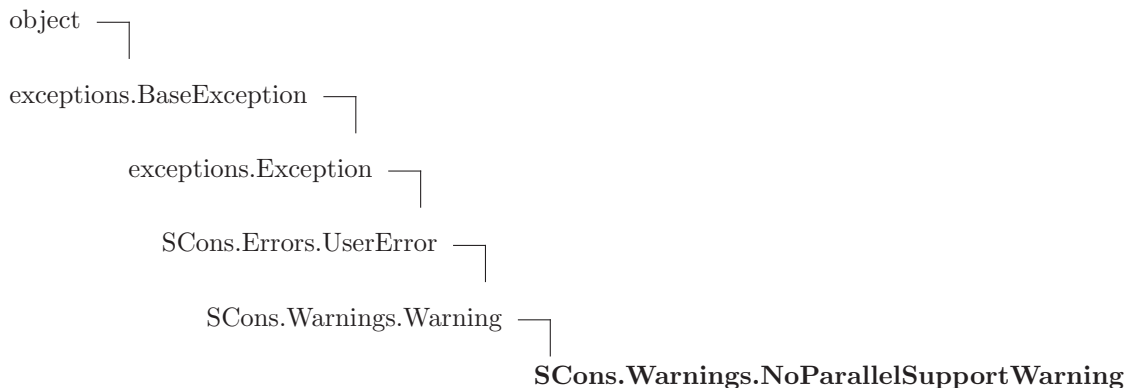 object
exceptions.BaseException
exceptions.Exception
SCons.Errors.UserError
SCons.Warnings.Warning
SCons.Warnings.NoParallelSupportWarning